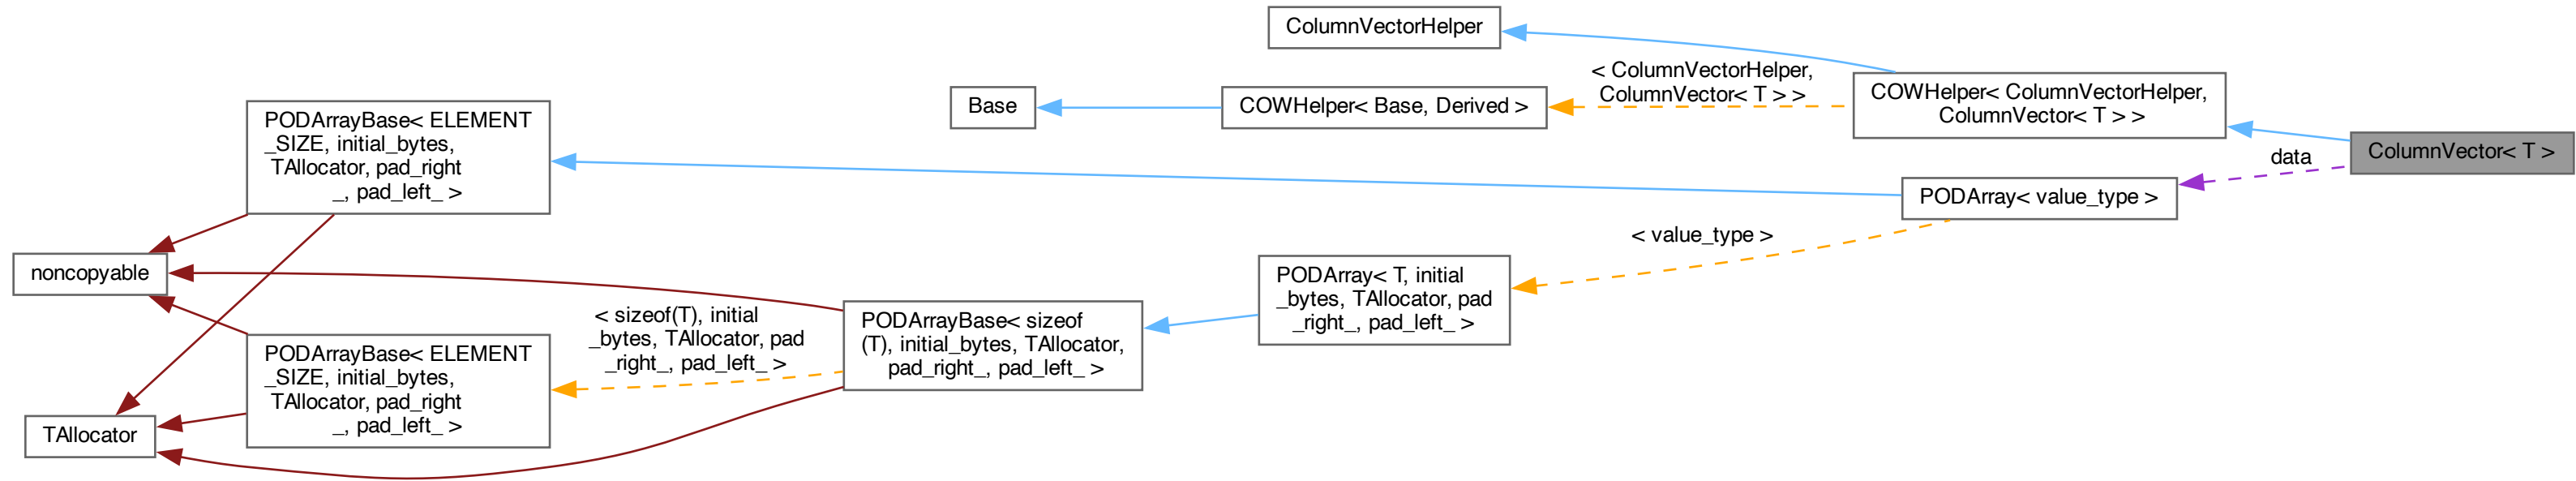 ColumnVectorHelper
< ColumnVectorHelper,
ColumnVector< T > >
Base
COWHelper< Base, Derived >
COWHelper< ColumnVectorHelper,
ColumnVector< T > >
ColumnVector< T >
data
PODArrayBase< ELEMENT
_SIZE, initial_bytes,
TAllocator, pad_right
_, pad_left_ >
PODArray< value_type >
< value_type >
noncopyable
PODArray< T, initial
_bytes, TAllocator, pad
_right_, pad_left_ >
< sizeof(T), initial
_bytes, TAllocator, pad
_right_, pad_left_ >
PODArrayBase< sizeof
(T), initial_bytes, TAllocator,
pad_right_, pad_left_ >
PODArrayBase< ELEMENT
_SIZE, initial_bytes,
TAllocator, pad_right
_, pad_left_ >
TAllocator